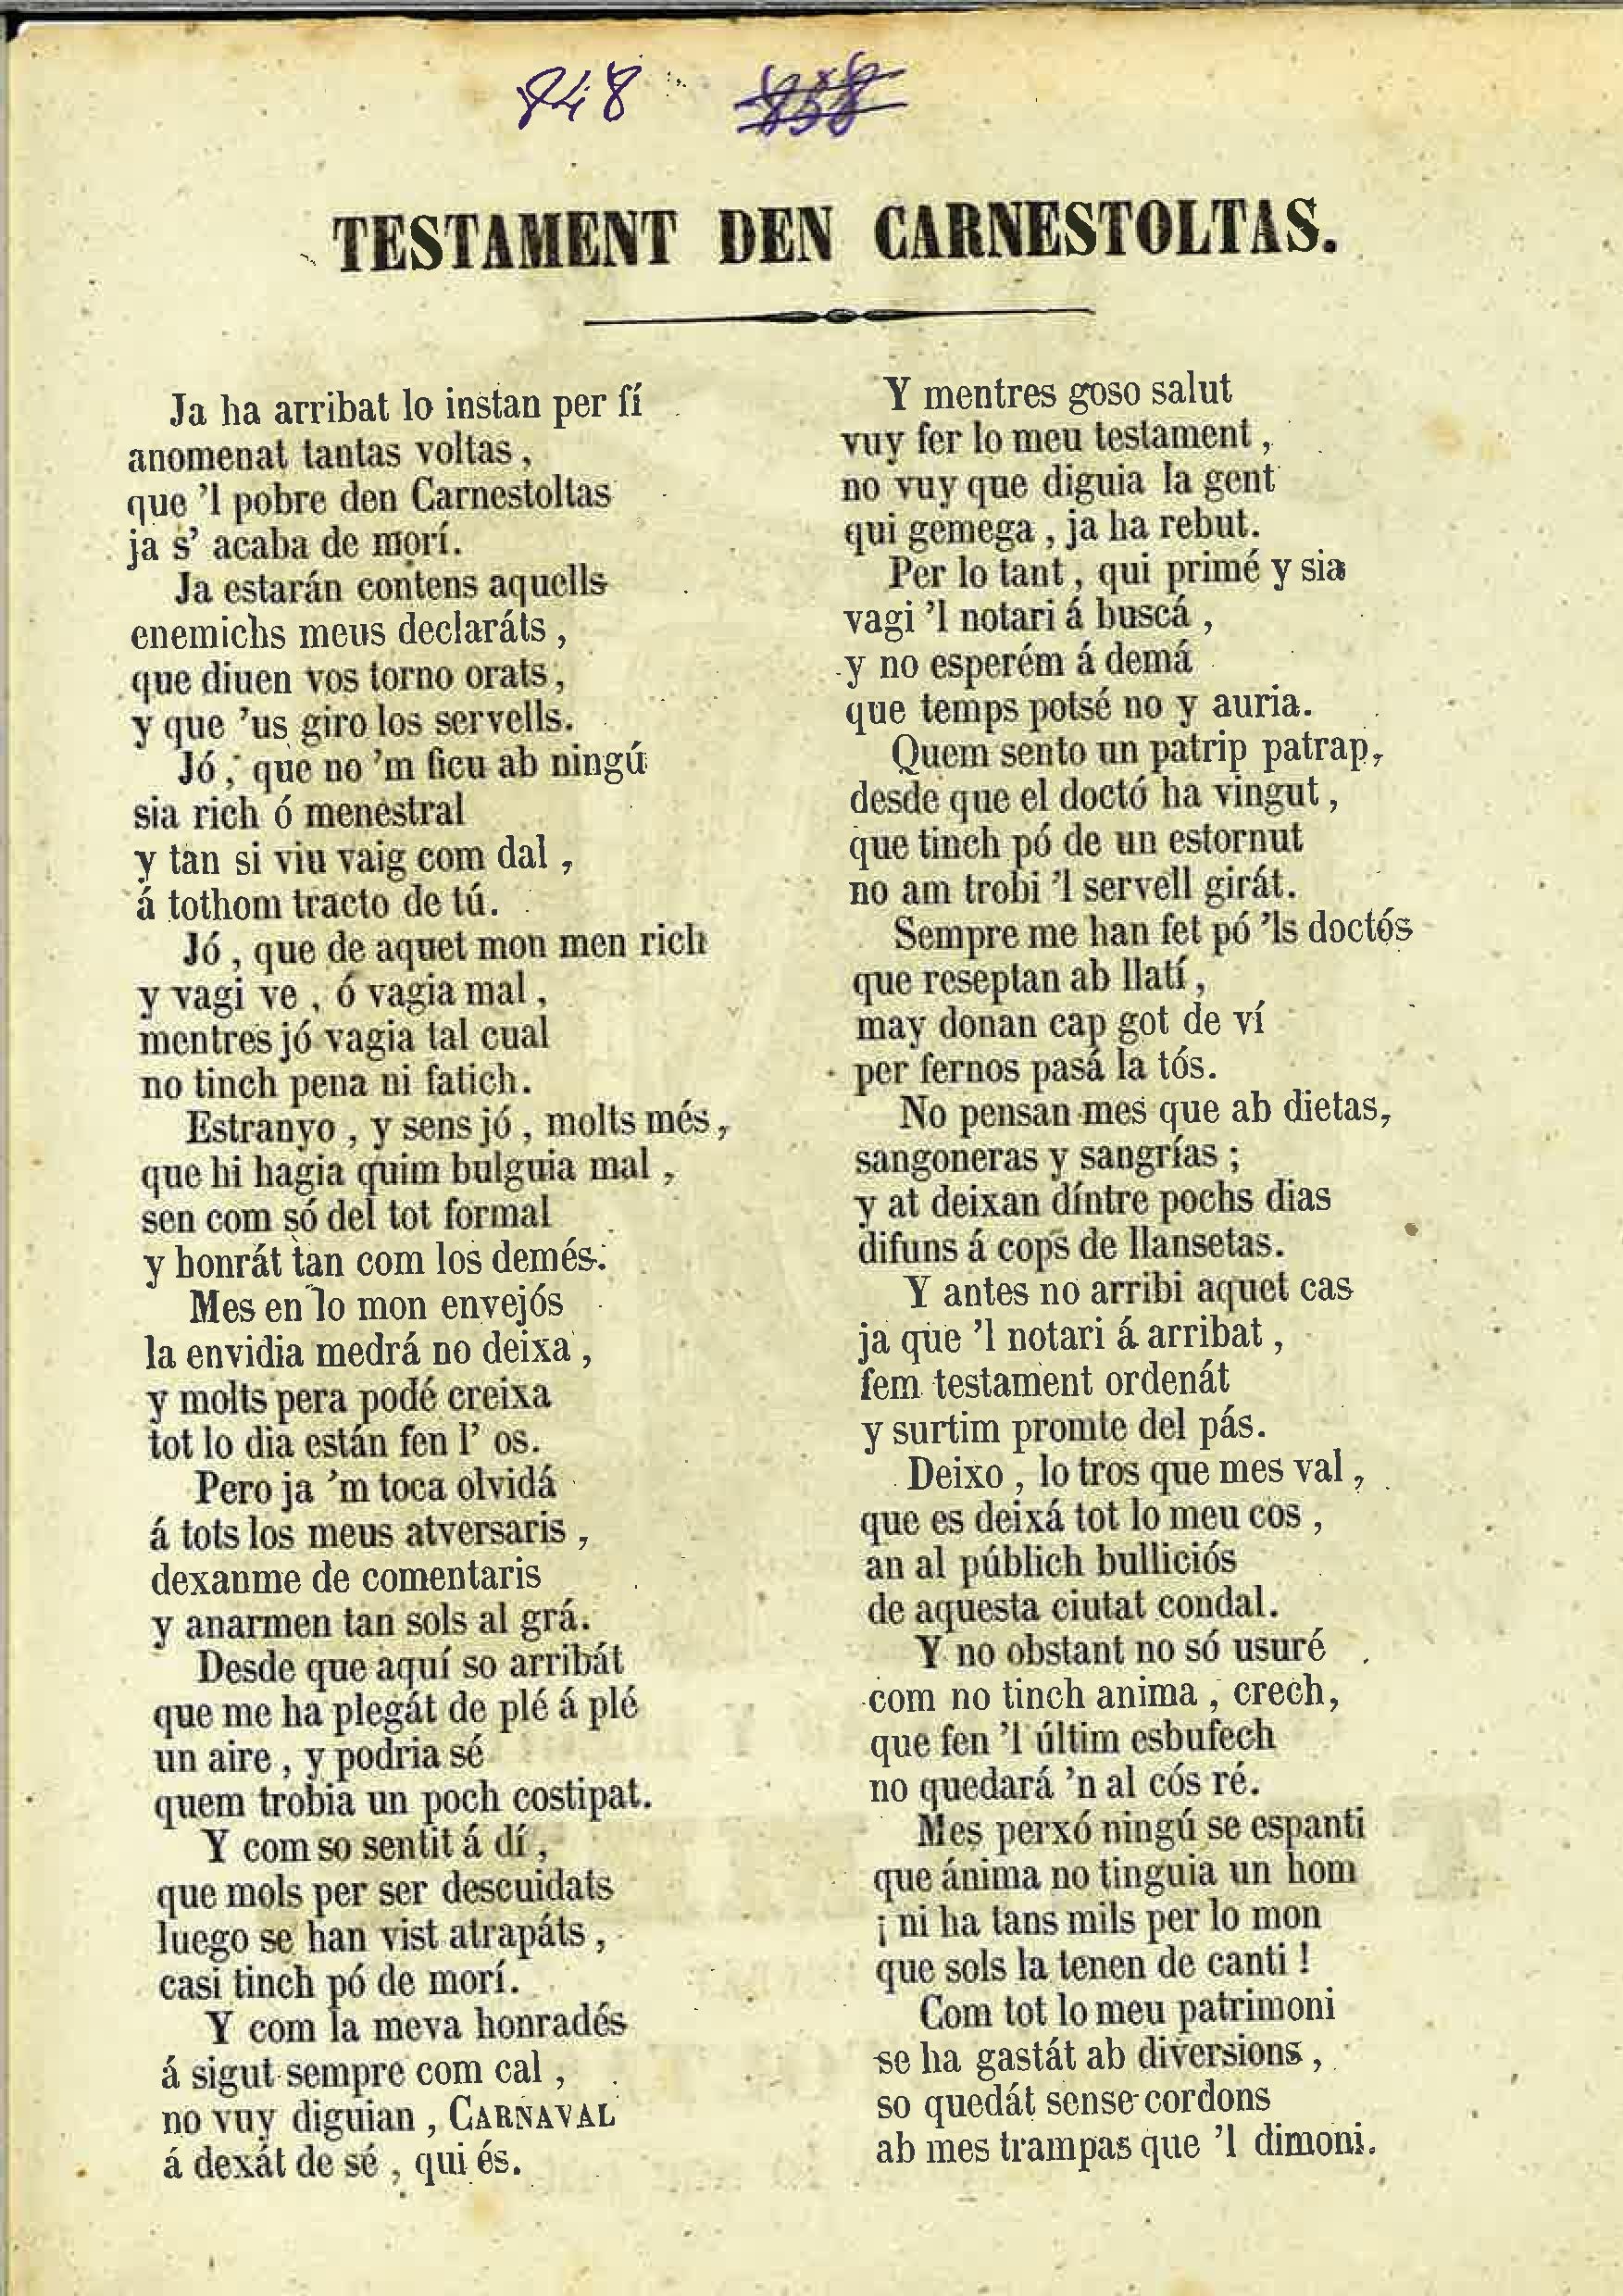 848 858
TESTAMENT DEN CARNESTOLTAS.
Ja ha arribat lo instan per fí
anomenat tantas voltas,
que 'l pobre den Carnestoltas
ja s' acaba de morí.
Ja estarán contens aquells
enemichs meus declaráts,
que diuen vos torno orats,
y que 'us giro los servells.
Jó, que no 'm ficu ab ningú
sia rich ó menestral
y tan si viu vaig com dal,
á tothom tracto de tú.
Jó, que de aquet mon men rich
y vagi ve, ó vagia mal,
mentres jó vagia tal cual
no tinch pena ni fatich.
Estranyo, y sens jó, molts més,
que hi hagia quim bulguia mal,
sen com só del tot formal
y honrát tan com los demés.
Mes en lo mon envejós
la envidia medrá no deixa,
y molts pera podé creixa
tot lo dia están fen l' os.
Pero ja 'm toca olvidá
á tots los meus atversaris,
dexanme de comentaris
y anarmen tan sols al grá.
Desde que aquí so arribát
que me ha plegát de plé á plé
un aire, y podria sé
quem trobia un poch costipat.
Y com so sentit á dí,
que mols per ser descuidats
luego se han vist atrapáts,
casi tinch pó de morí.
Y com la meva honradés
á sigut sempre com cal,
no vuy diguian, CARNAVAL
á dexát de sé, qui és.
Y mentres goso salut
vuy fer lo meu testament,
no vuy que diguia la gent
qui gemega, ja ha rebut.
Per lo tant, qui primé y sia
vagi 'l notari á buscá,
y no esperém á demá
que temps potsé no y auria.
Quem sento un patrip patrap,
desde que el doctó ha vingut,
que tinch pó de un estornut
no am trobi 'l servell girát.
Sempre me han fet pó 'ls doctós
que reseptan ab llatí,
may donan cap got de ví
per fernos pasá la tós.
No pensan mes que ab dietas,
sangoneras y sangrías;
y at deixan díntre pochs dias
difuns á cops de llansetas.
Y antes no arribi aquet cas
ja que 'l notari á arribat,
fem testament ordenát
y surtim promte del pás.
Deixo, lo tros que mes val,
que es deixá tot lo meu cos,
an al públich bulliciós
de aquesta ciutat condal.
Y no obstant no só usuré
com no tinch anima, crech,
que fen 'l últim esbufech
no quedará 'n al cós ré.
Mes perxó ningú se espanti
que ánima no tinguia un hom
¡ni ha tans mils per lo mon
que sols la tenen de canti!
Com tot lo meu patrimoni
se ha gastát ab diversions,
so quedát sense cordons
ab mes trampas que 'l dimoni.